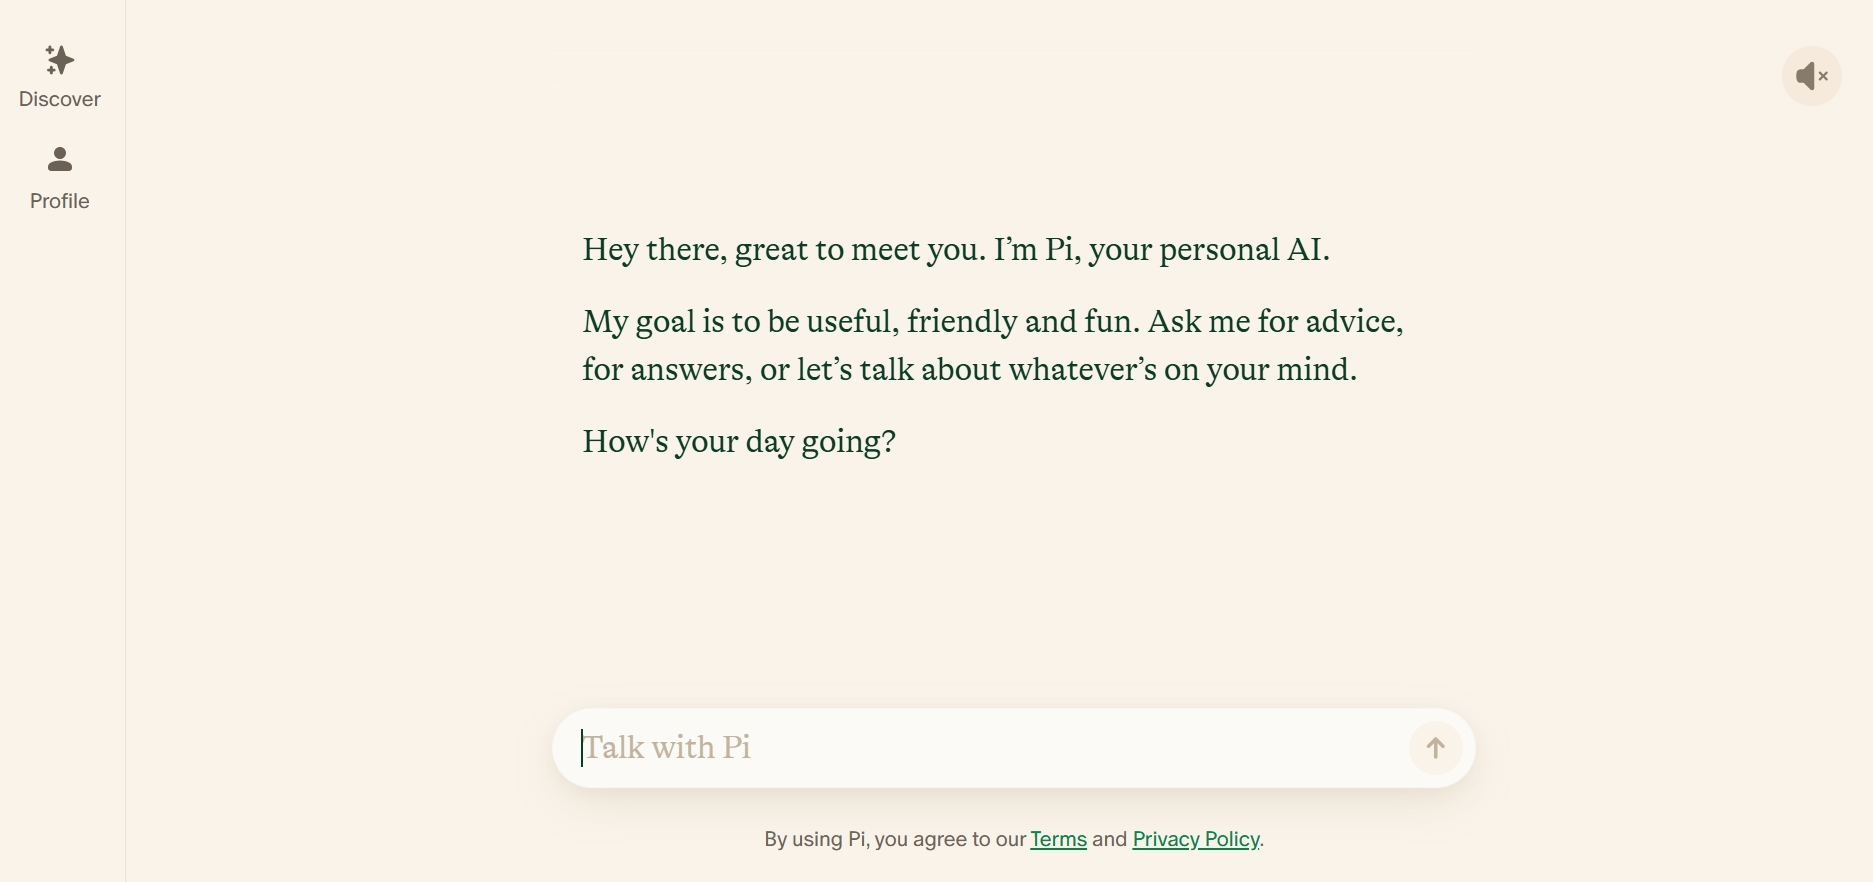 Discover
Profile
Hey there, great to meet you. I’m Pi, your personal AI.
My goal is to be useful, friendly and fun. Ask me for advice,
for answers, or let’s talk about whatever’s on your mind.
How's your day going?
Talk with Pi
By using Pi, you agree to our Terms and Privacy Policy.